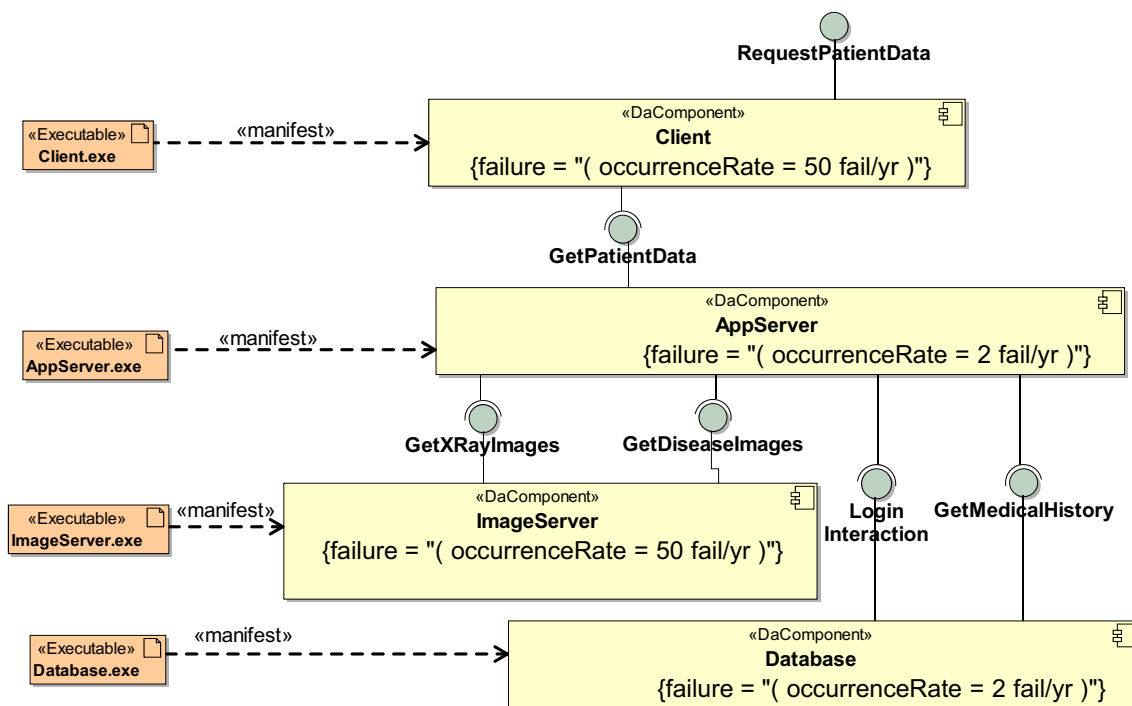 RequestPatientData
«DaComponent»
Client
{failure = "( occurrenceRate = 50 fail/yr )"}
«Executable»
Client.exe
«manifest»
GetPatientData
«DaComponent»
AppServer
{failure = "( occurrenceRate = 2 fail/yr )"}
«Executable»
AppServer.exe
«manifest»
GetXRayImages
GetDiseaseImages
«DaComponent»
ImageServer
{failure = "( occurrenceRate = 50 fail/yr )"}
«Executable»
ImageServer.exe
«manifest»
Login
Interaction
GetMedicalHistory
«DaComponent»
Database
{failure = "( occurrenceRate = 2 fail/yr )"}
«Executable»
Database.exe
«manifest»